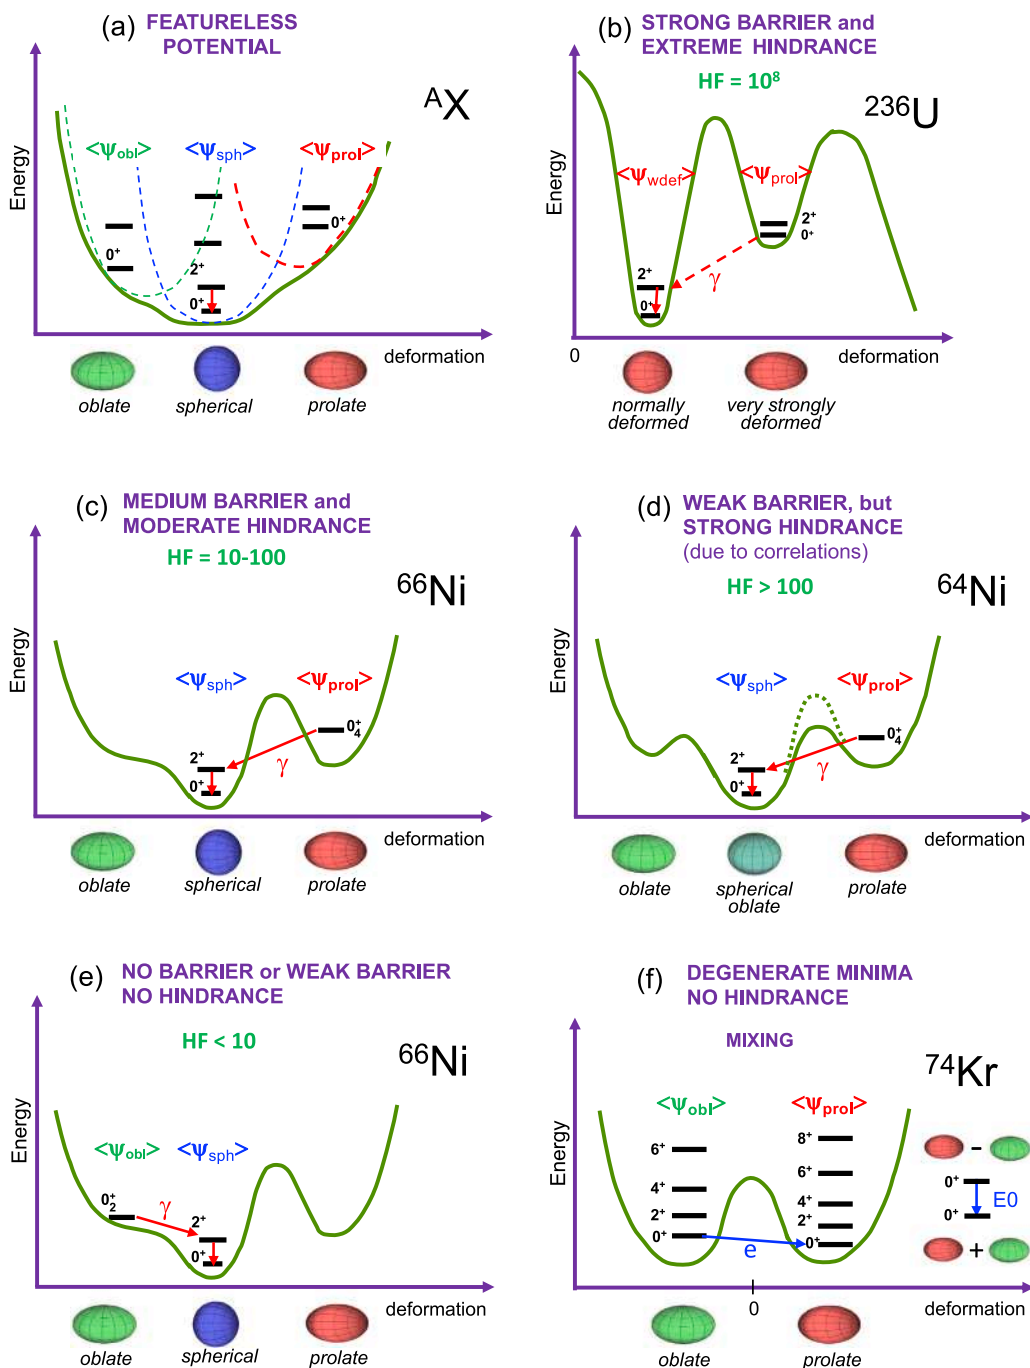 (a) FEATURELESS
POTENTIAL
Energy
ᴬX
<Ψobl> <Ψsph> <Ψprol>
0⁺
2⁺
0⁺
0⁺
deformation
oblate spherical prolate
(b) STRONG BARRIER and
EXTREME HINDRANCE
HF = 10⁸
Energy
²³⁶U
<Ψwdef> <Ψprol>
2⁺
0⁺
γ
2⁺
0⁺
0 deformation
normally
deformed
very strongly
deformed
(c) MEDIUM BARRIER and
MODERATE HINDRANCE
HF = 10-100
Energy
⁶⁶Ni
<Ψsph> <Ψprol>
0₄⁺
γ
2⁺
0⁺
deformation
oblate spherical prolate
(d) WEAK BARRIER, but
STRONG HINDRANCE
(due to correlations)
HF > 100
Energy
⁶⁴Ni
<Ψsph> <Ψprol>
0₄⁺
γ
2⁺
0⁺
deformation
oblate spherical prolate
oblate
(e) NO BARRIER or WEAK BARRIER
NO HINDRANCE
HF < 10
Energy
⁶⁶Ni
<Ψobl> <Ψsph>
0₂⁺
γ
2⁺
0⁺
deformation
oblate spherical prolate
(f) DEGENERATE MINIMA
NO HINDRANCE
MIXING
Energy
⁷⁴Kr
<Ψobl> <Ψprol>
6⁺
4⁺
2⁺
0⁺
8⁺
6⁺
4⁺
2⁺
0⁺
e
-
0⁺
E0
0⁺
+
0 deformation
oblate prolate